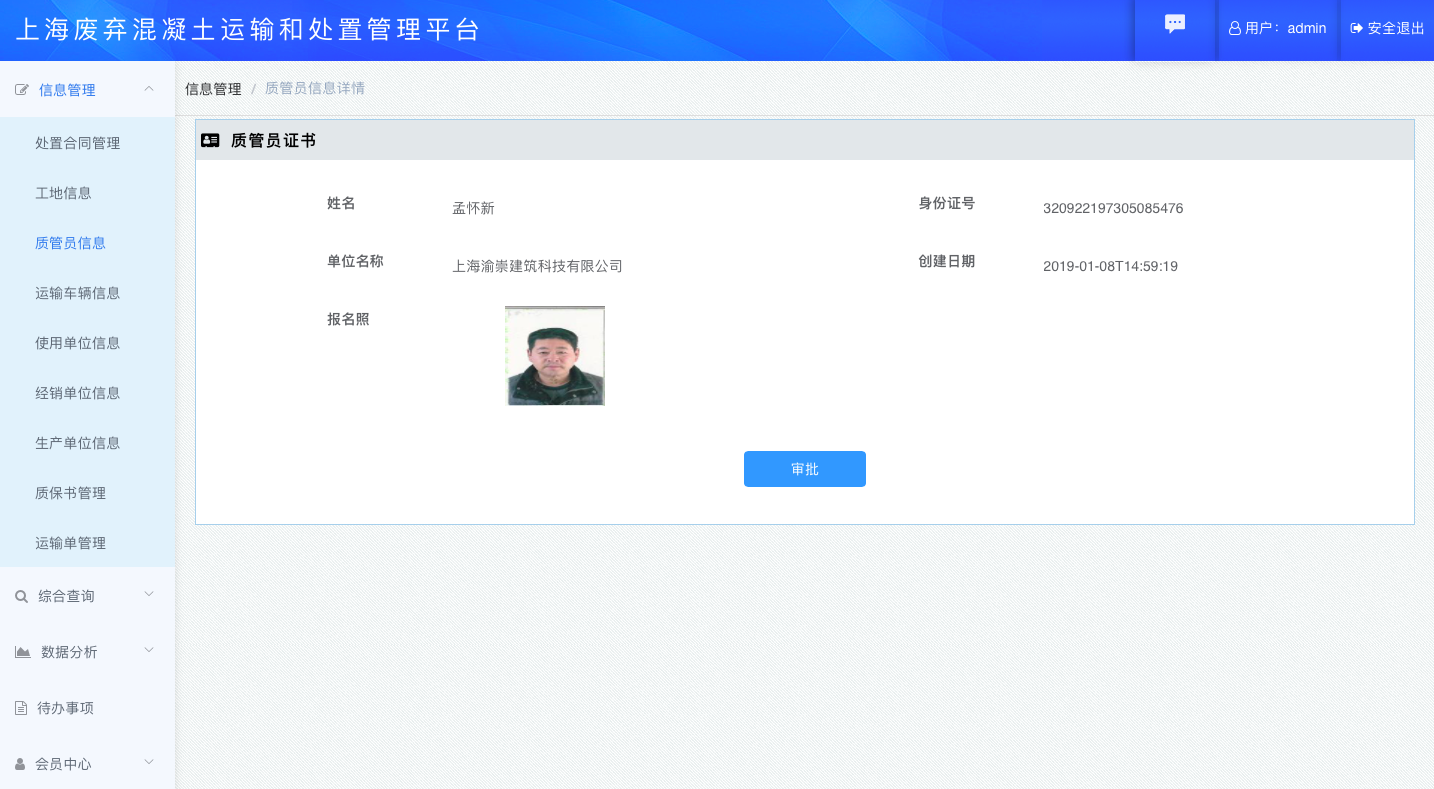 上海废弃混凝土运输和处置管理平台
用户：admin
安全退出
信息管理
处置合同管理
工地信息
质管员信息
运输车辆信息
使用单位信息
经销单位信息
生产单位信息
质保书管理
运输单管理
综合查询
数据分析
待办事项
会员中心
信息管理 / 质管员信息详情
质管员证书
姓名 孟怀新
身份证号 320922197305085476
单位名称 上海渝崇建筑科技有限公司
创建日期 2019-01-08T14:59:19
报名照
审批